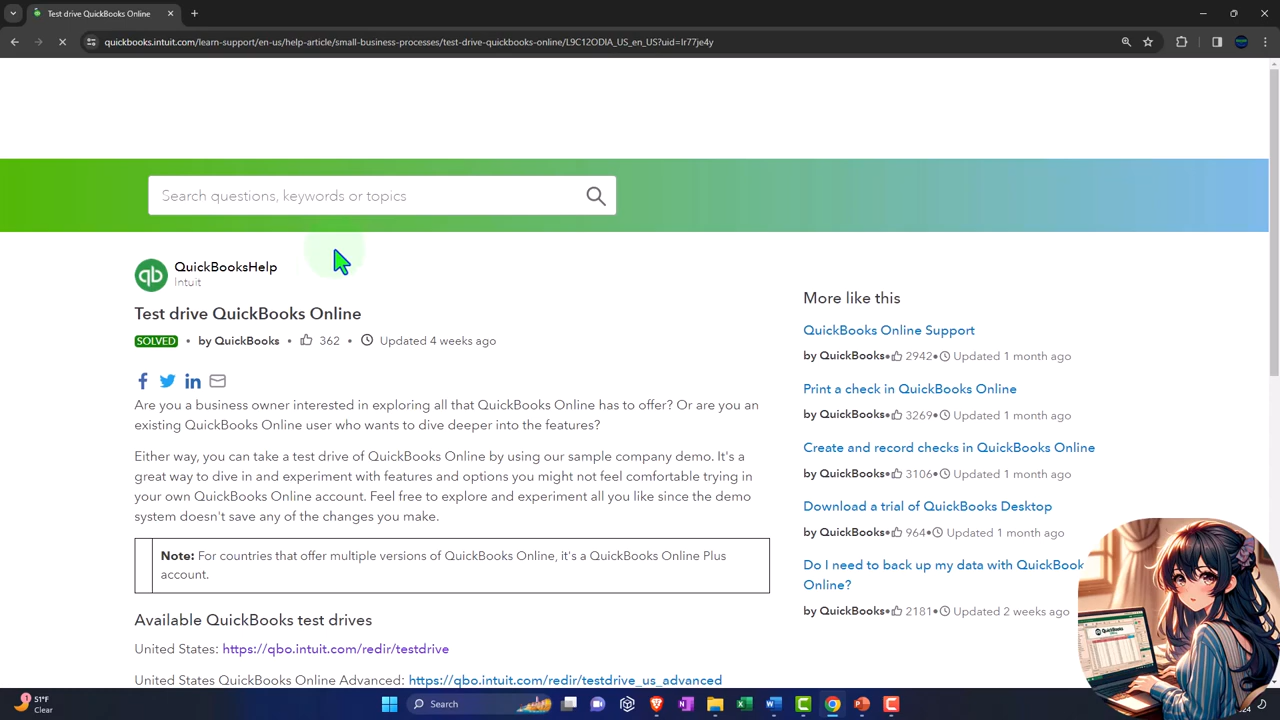 Test drive QuickBooks Online
quickbooks.intuit.com/learn-support/en-us/help-article/small-business-processes/test-drive-quickbooks-online/L9C12ODIA_US_en_US?uid=lr77je4y
Search questions, keywords or topics
qb
QuickBooksHelp
Intuit
Test drive QuickBooks Online
SOLVED • by QuickBooks • 362 • Updated 4 weeks ago
Are you a business owner interested in exploring all that QuickBooks Online has to offer? Or are you an
existing QuickBooks Online user who wants to dive deeper into the features?
Either way, you can take a test drive of QuickBooks Online by using our sample company demo. It's a
great way to dive in and experiment with features and options you might not feel comfortable trying in
your own QuickBooks Online account. Feel free to explore and experiment all you like since the demo
system doesn't save any of the changes you make.
Note: For countries that offer multiple versions of QuickBooks Online, it's a QuickBooks Online Plus
account.
Available QuickBooks test drives
United States: https://qbo.intuit.com/redir/testdrive
United States QuickBooks Online Advanced: https://qbo.intuit.com/redir/testdrive_us_advanced
More like this
QuickBooks Online Support
by QuickBooks• 2942• Updated 1 month ago
Print a check in QuickBooks Online
by QuickBooks• 3269• Updated 1 month ago
Create and record checks in QuickBooks Online
by QuickBooks• 3106• Updated 1 month ago
Download a trial of QuickBooks Desktop
by QuickBooks• 964• Updated 1 month ago
Do I need to back up my data with QuickBook
Online?
by QuickBooks• 2181• Updated 2 weeks ago
1
51°F
Clear
Search
24